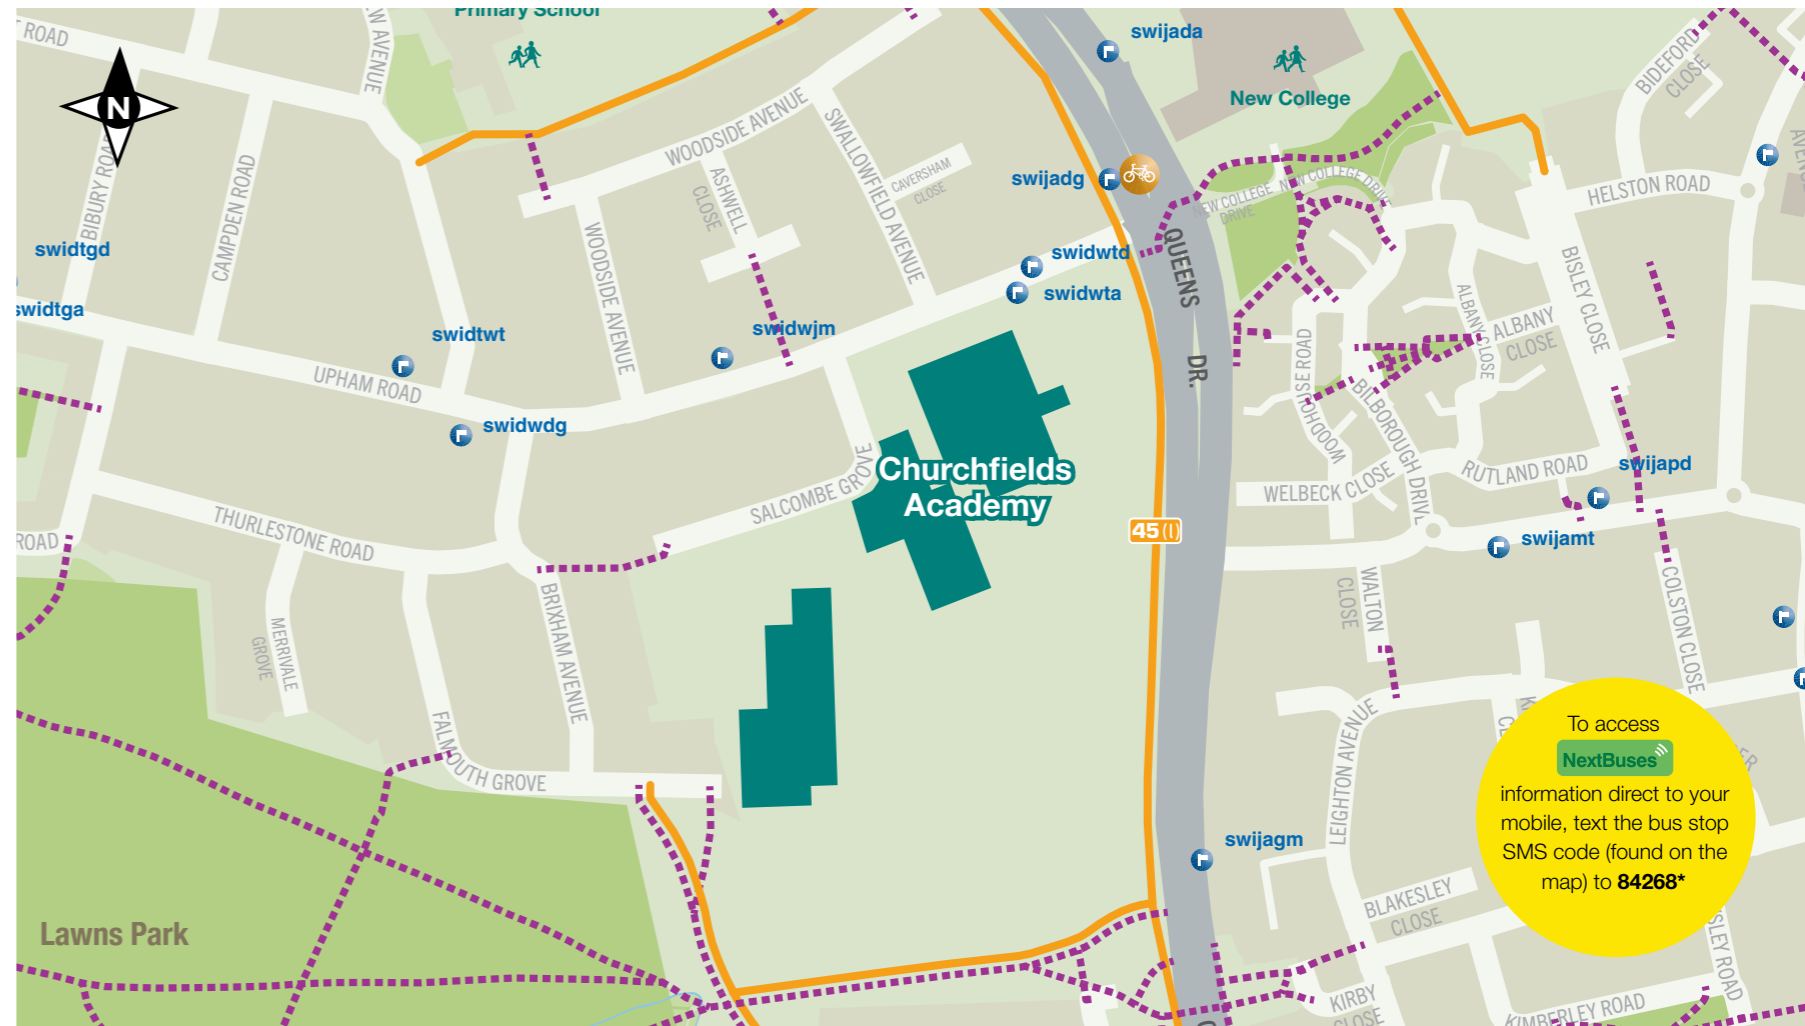 Primary School
swijada
ROAD
New College
BIDEFORD
CLOSE
N
BIBURY ROAD
CAMPDEN ROAD
WOODSIDE AVENUE
ASHWELL
CLOSE
SWALLOWFIELD AVENUE
CAVERSHAM
CLOSE
swijadg
NEW COLLEGE
DRIVE
NEW COLLEGE DRIVE
HELSTON ROAD
swidtgd
swidtga
swidwtd
swidwta
QUEENS
DR.
BISLEY CLOSE
WOODSIDE AVENUE
swidtwt
swidwjm
UPHAM ROAD
swidwdg
ALBANY CLOSE
ALBANY
CLOSE
WOODHOUSE ROAD
BILBOROUGH DRIVE
Churchfields
Academy
SALCOMBE GROVE
WELBECK CLOSE
RUTLAND ROAD
swijapd
THURLESTONE ROAD
ROAD
45(l)
swijamt
WALTON
CLOSE
COLSTON CLOSE
MERRIVALE
GROVE
BRIXHAM AVENUE
FALMOUTH GROVE
LEIGHTON AVENUE
To access
NextBuses
information direct to your
mobile, text the bus stop
SMS code (found on the
map) to 84268*
swijagm
BLAKESLEY
CLOSE
Lawns Park
KIRBY
CLOSE
KIMBERLEY ROAD